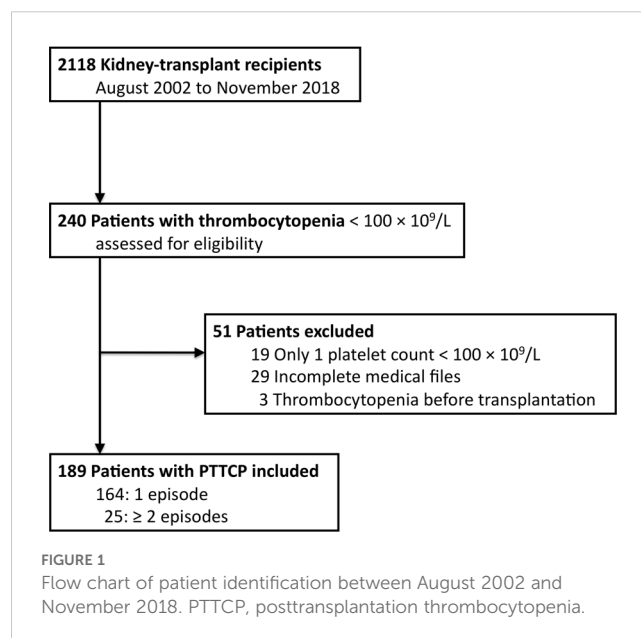 2118 Kidney-transplant recipients
August 2002 to November 2018
240 Patients with thrombocytopenia < 100 × 10⁹/L
assessed for eligibility
51 Patients excluded
19 Only 1 platelet count < 100 × 10⁹/L
29 Incomplete medical files
3 Thrombocytopenia before transplantation
189 Patients with PTTCP included
164: 1 episode
25: ≥ 2 episodes
FIGURE 1
Flow chart of patient identification between August 2002 and
November 2018. PTTCP, posttransplantation thrombocytopenia.